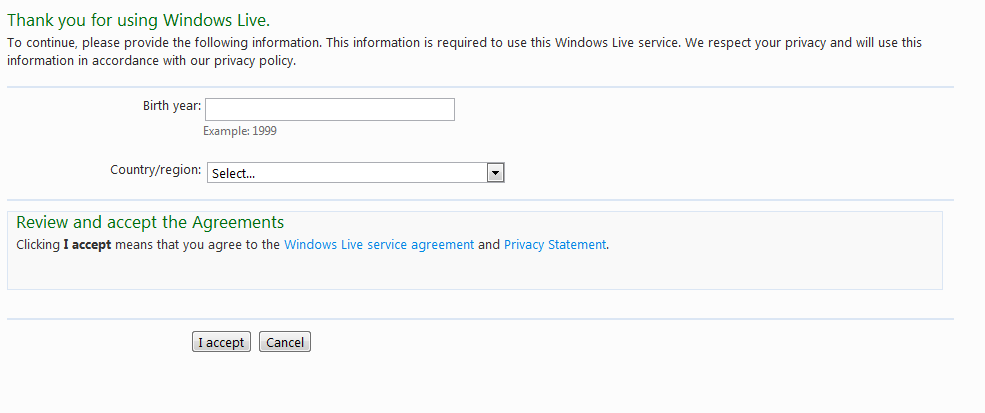 Thank you for using Windows Live.
To continue, please provide the following information. This information is required to use this Windows Live service. We respect your privacy and will use this
information in accordance with our privacy policy.
Birth year:
Example: 1999
Country/region: Select...
Review and accept the Agreements
Clicking I accept means that you agree to the Windows Live service agreement and Privacy Statement.
I accept Cancel